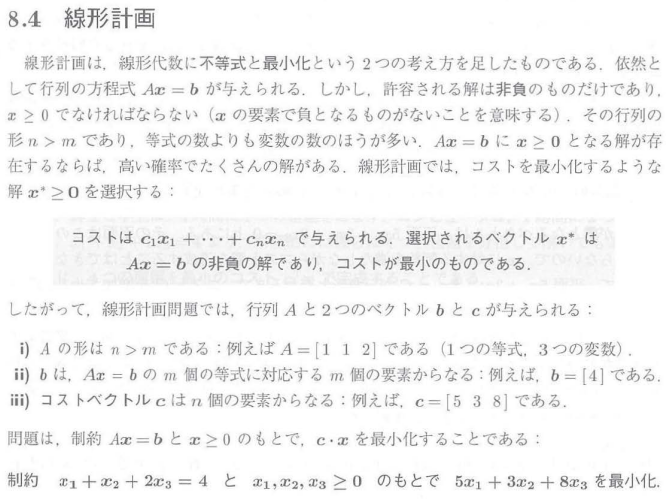 8.4 線形計画
線形計画は，線形代数に不等式と最小化という 2 つの考え方を足したものである．依然と
して行列の方程式 Ax = b が与えられる．しかし，許容される解は非負のものだけであり，
x ≥ 0 でなければならない（x の要素で負となるものがないことを意味する）．その行列の
形 n > m であり，等式の数よりも変数の数のほうが多い．Ax = b に x ≥ 0 となる解が存
在するならば，高い確率でたくさんの解がある．線形計画では，コストを最小化するような
解 x* ≥ 0 を選択する：
コストは c₁x₁ + ··· + cₙxₙ で与えられる．選択されるベクトル x* は
Ax = b の非負の解であり，コストが最小のものである．
したがって，線形計画問題では，行列 A と 2 つのベクトル b と c が与えられる：
i) A の形は n > m である：例えば A = [1 1 2] である（1 つの等式，3 つの変数）．
ii) b は，Ax = b の m 個の等式に対応する m 個の要素からなる：例えば，b = [4] である．
iii) コストベクトル c は n 個の要素からなる：例えば，c = [5 3 8] である．
問題は，制約 Ax = b と x ≥ 0 のもとで，c · x を最小化することである：
制約 x₁ + x₂ + 2x₃ = 4 と x₁, x₂, x₃ ≥ 0 のもとで 5x₁ + 3x₂ + 8x₃ を最小化．